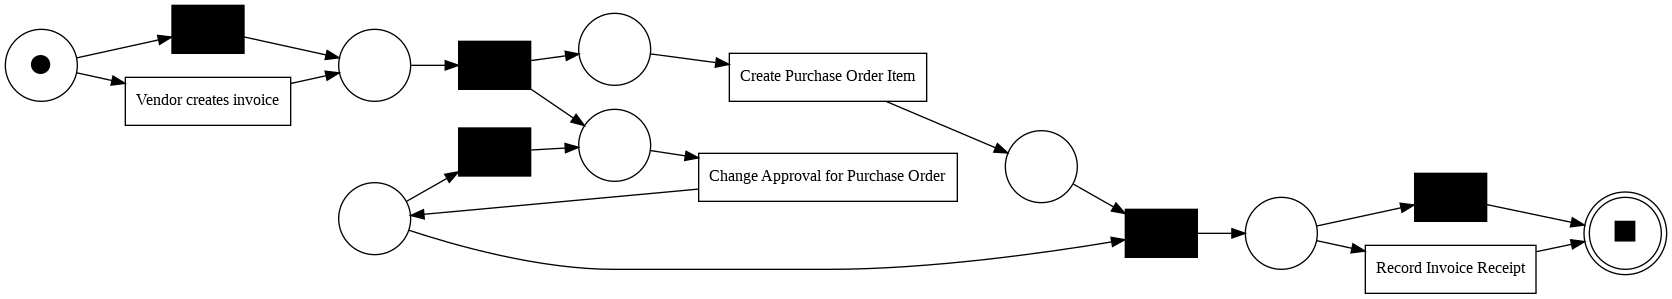 Vendor creates invoice
Create Purchase Order Item
Change Approval for Purchase Order
Record Invoice Receipt